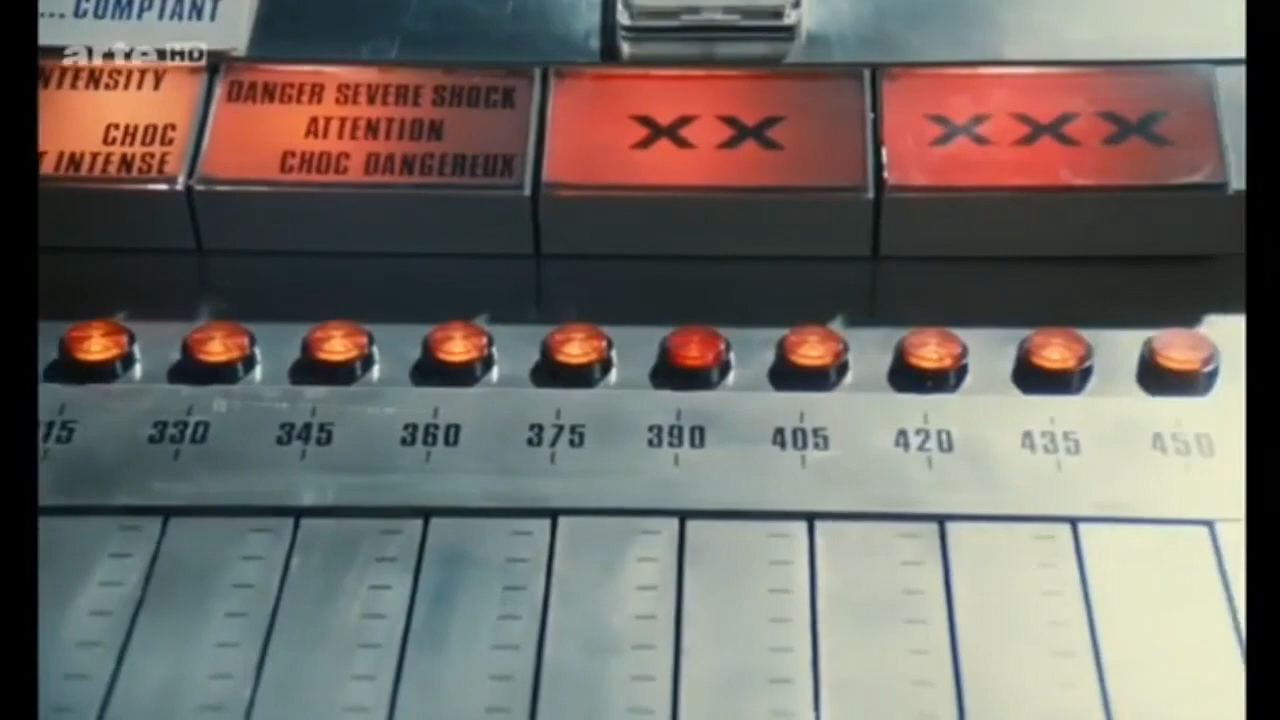 ... COMPTANT
arte HD
NTENSITY
CHOC
T INTENSE
DANGER SEVERE SHOCK
ATTENTION
CHOC DANGEREUX
XX
XXX
15 330 345 360 375 390 405 420 435 450